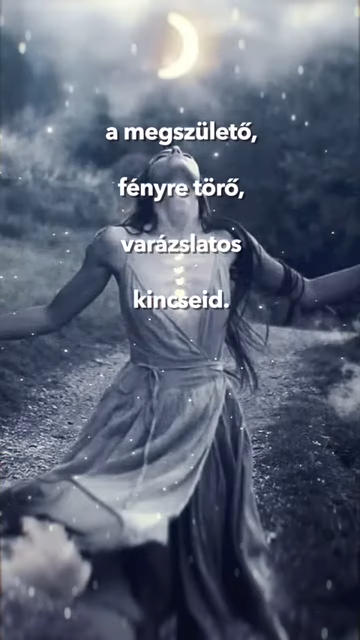 a megszülető,
fényre törő,
varázslatos
kincseid.